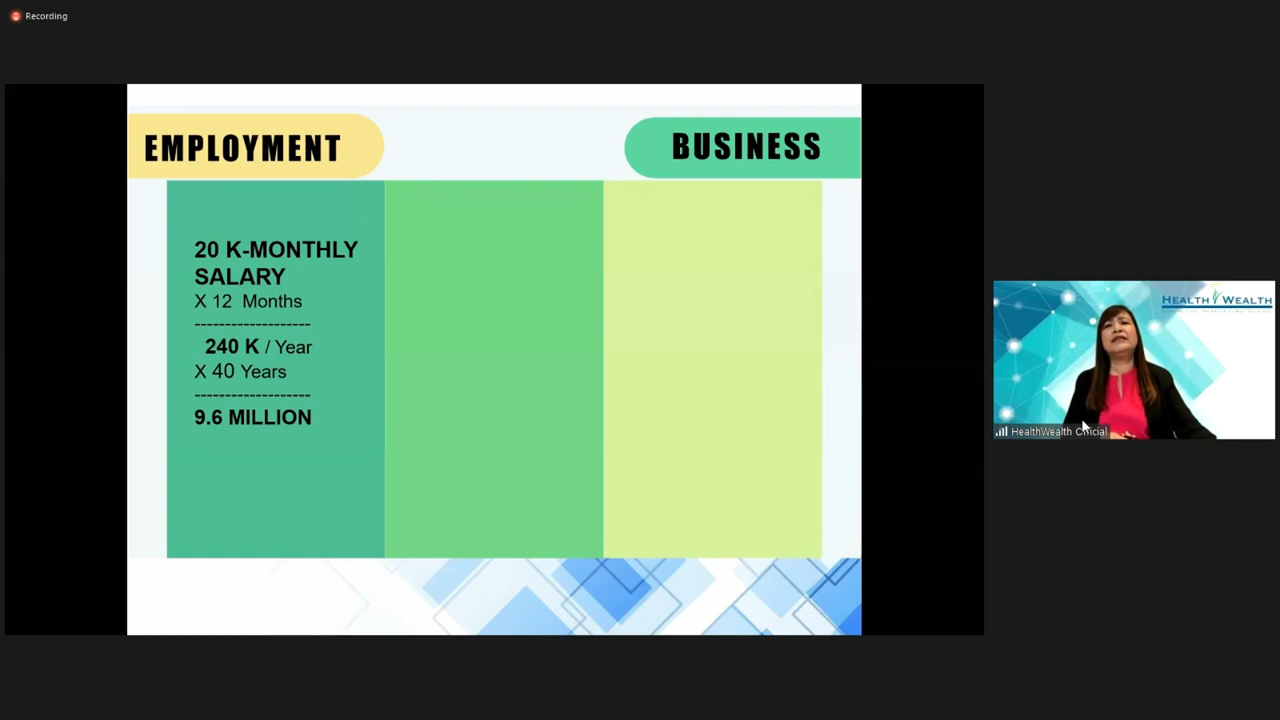 Recording
EMPLOYMENT
BUSINESS
20 K-MONTHLY
SALARY
X 12 Months
-------------------
240 K / Year
X 40 Years
-------------------
9.6 MILLION
HEALTH WEALTH
HealthWealth Official